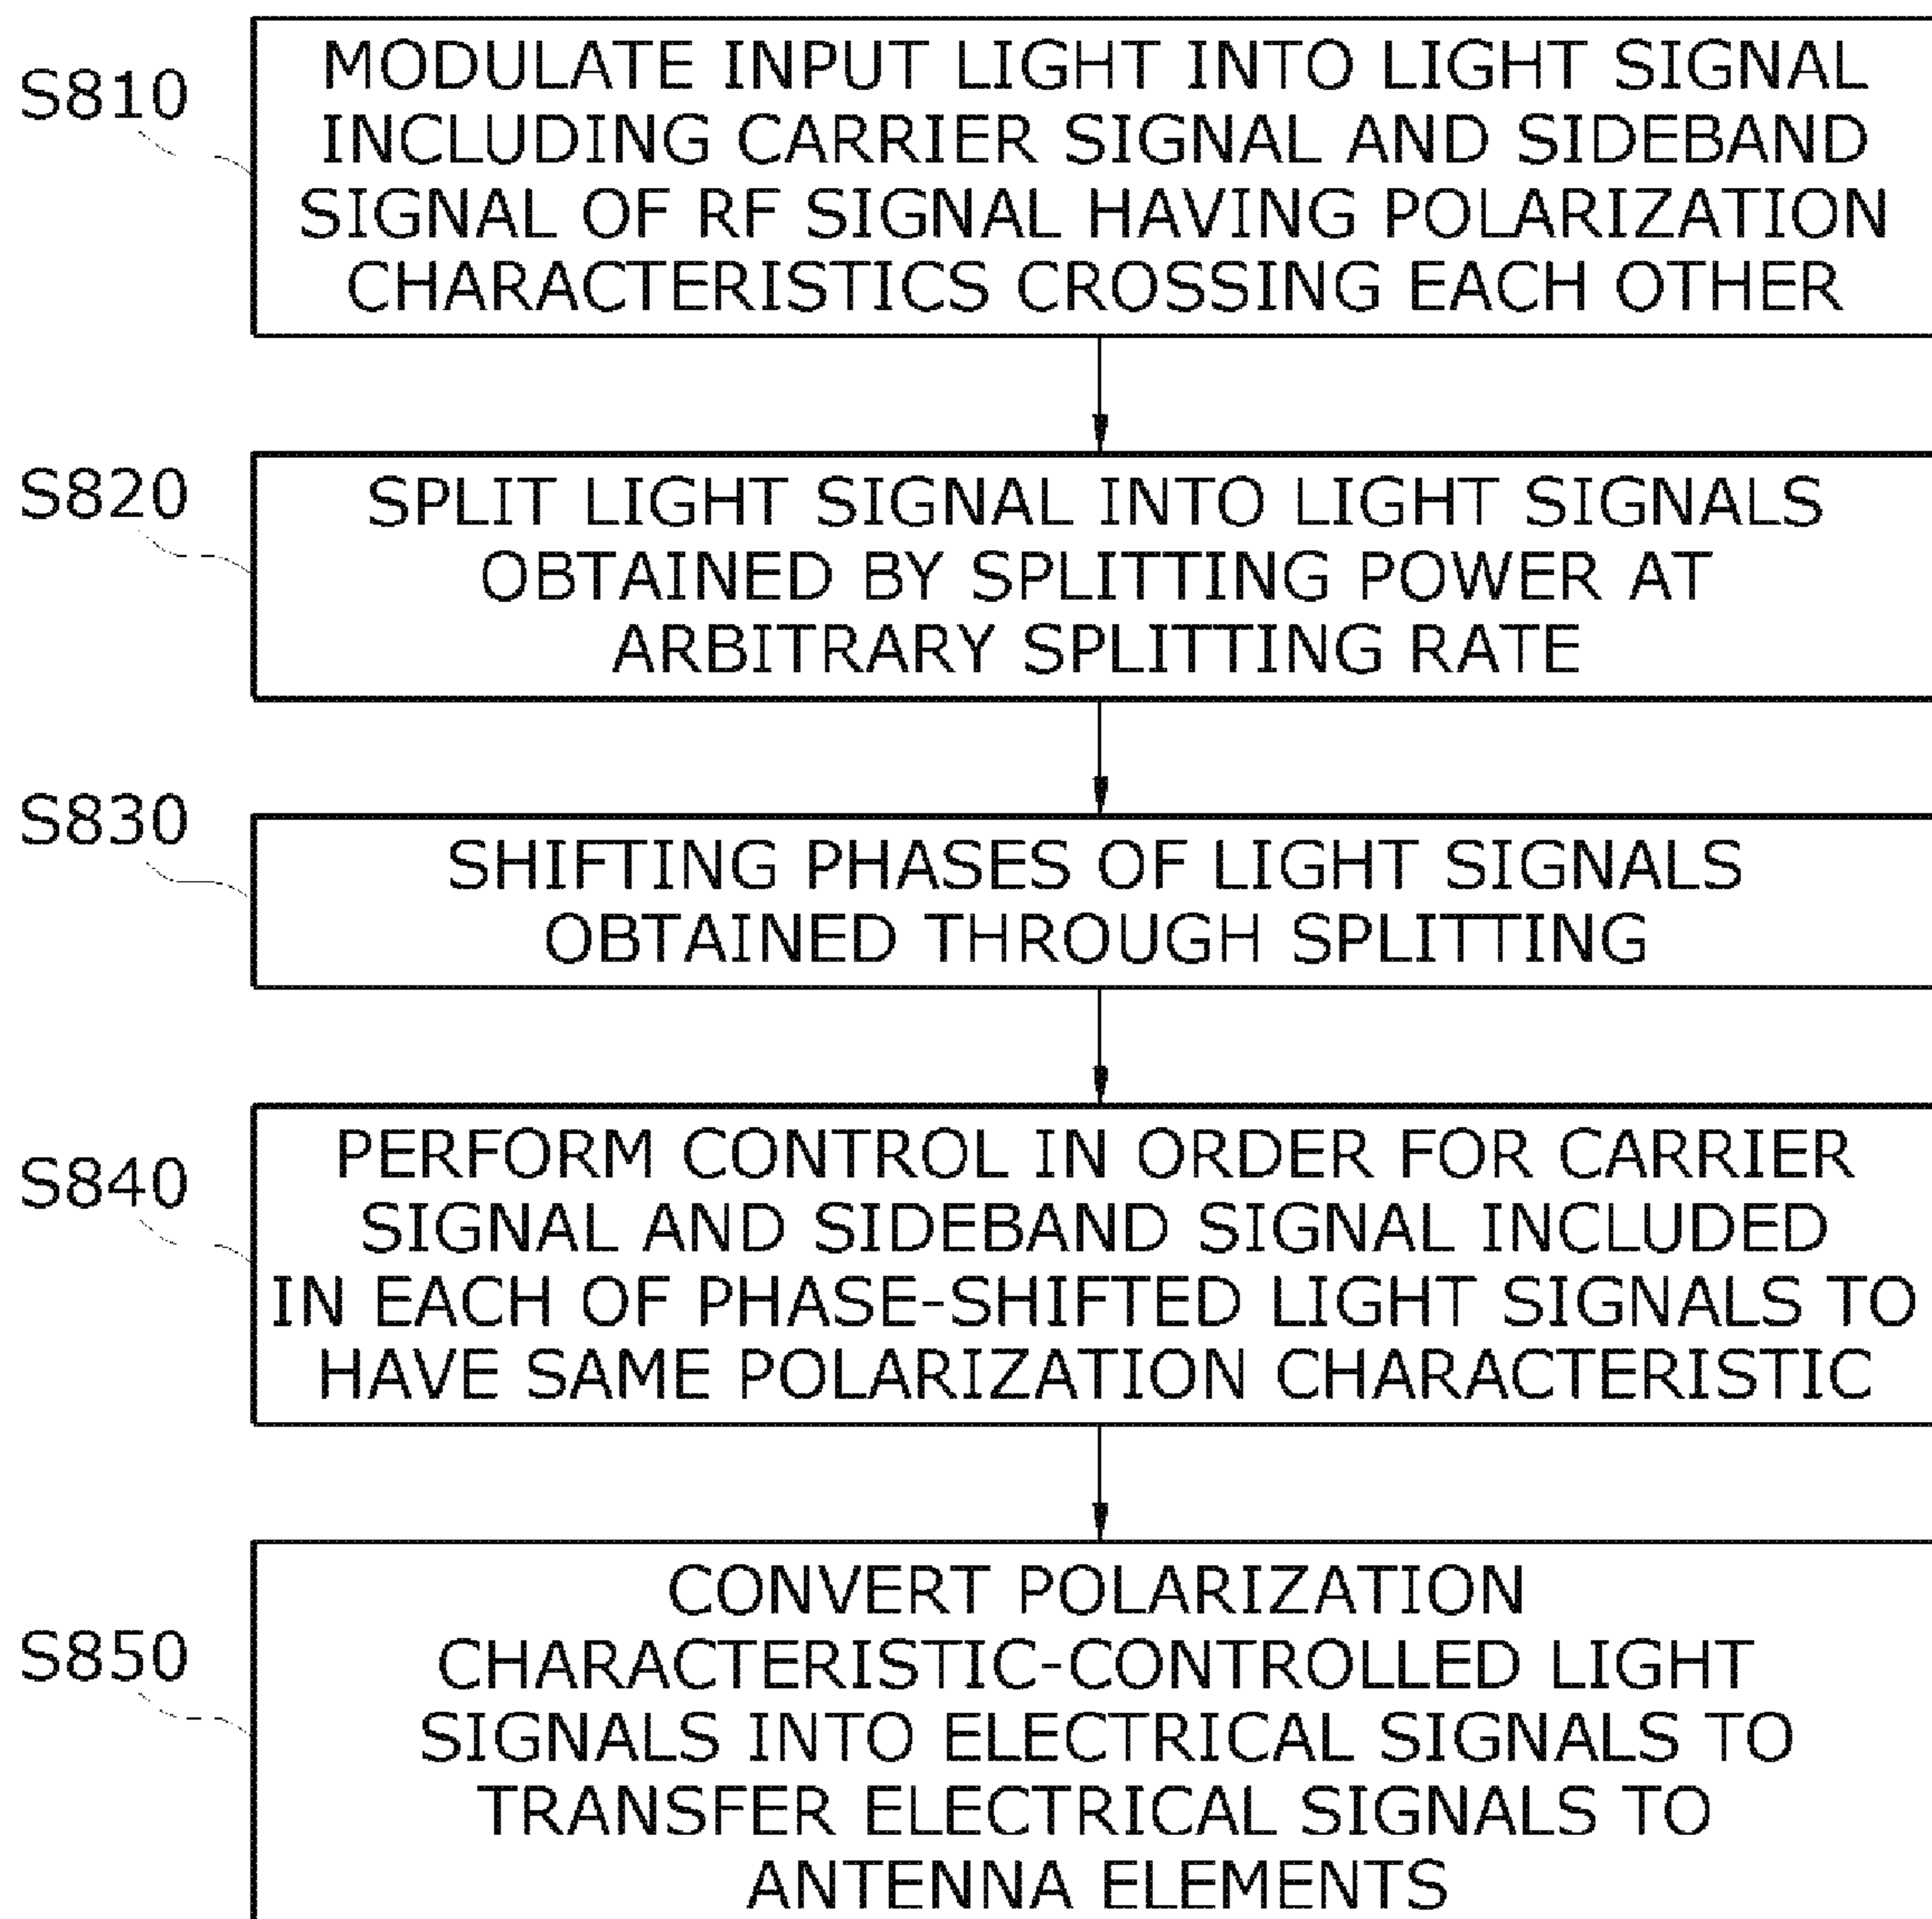 S810
MODULATE INPUT LIGHT INTO LIGHT SIGNAL
INCLUDING CARRIER SIGNAL AND SIDEBAND
SIGNAL OF RF SIGNAL HAVING POLARIZATION
CHARACTERISTICS CROSSING EACH OTHER
S820
SPLIT LIGHT SIGNAL INTO LIGHT SIGNALS
OBTAINED BY SPLITTING POWER AT
ARBITRARY SPLITTING RATE
S830
SHIFTING PHASES OF LIGHT SIGNALS
OBTAINED THROUGH SPLITTING
S840
PERFORM CONTROL IN ORDER FOR CARRIER
SIGNAL AND SIDEBAND SIGNAL INCLUDED
IN EACH OF PHASE-SHIFTED LIGHT SIGNALS TO
HAVE SAME POLARIZATION CHARACTERISTIC
S850
CONVERT POLARIZATION
CHARACTERISTIC-CONTROLLED LIGHT
SIGNALS INTO ELECTRICAL SIGNALS TO
TRANSFER ELECTRICAL SIGNALS TO
ANTENNA ELEMENTS